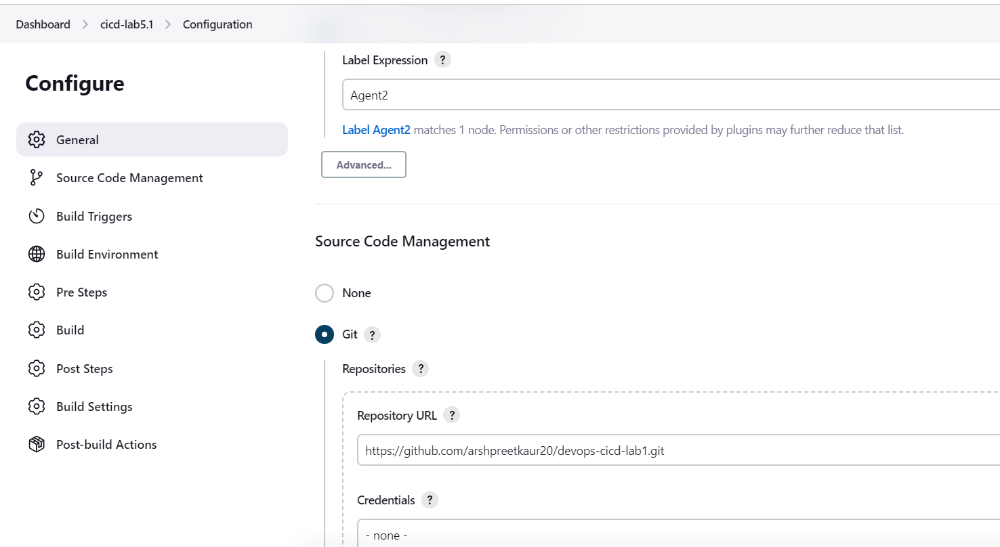 Dashboard > cicd-lab5.1 > Configuration
Configure
General
Source Code Management
Build Triggers
Build Environment
Pre Steps
Build
Post Steps
Build Settings
Post-build Actions
Label Expression ?
Agent2
Label Agent2 matches 1 node. Permissions or other restrictions provided by plugins may further reduce that list.
Advanced...
Source Code Management
None
Git ?
Repositories ?
Repository URL ?
https://github.com/arshpreetkaur20/devops-cicd-lab1.git
Credentials ?
- none -